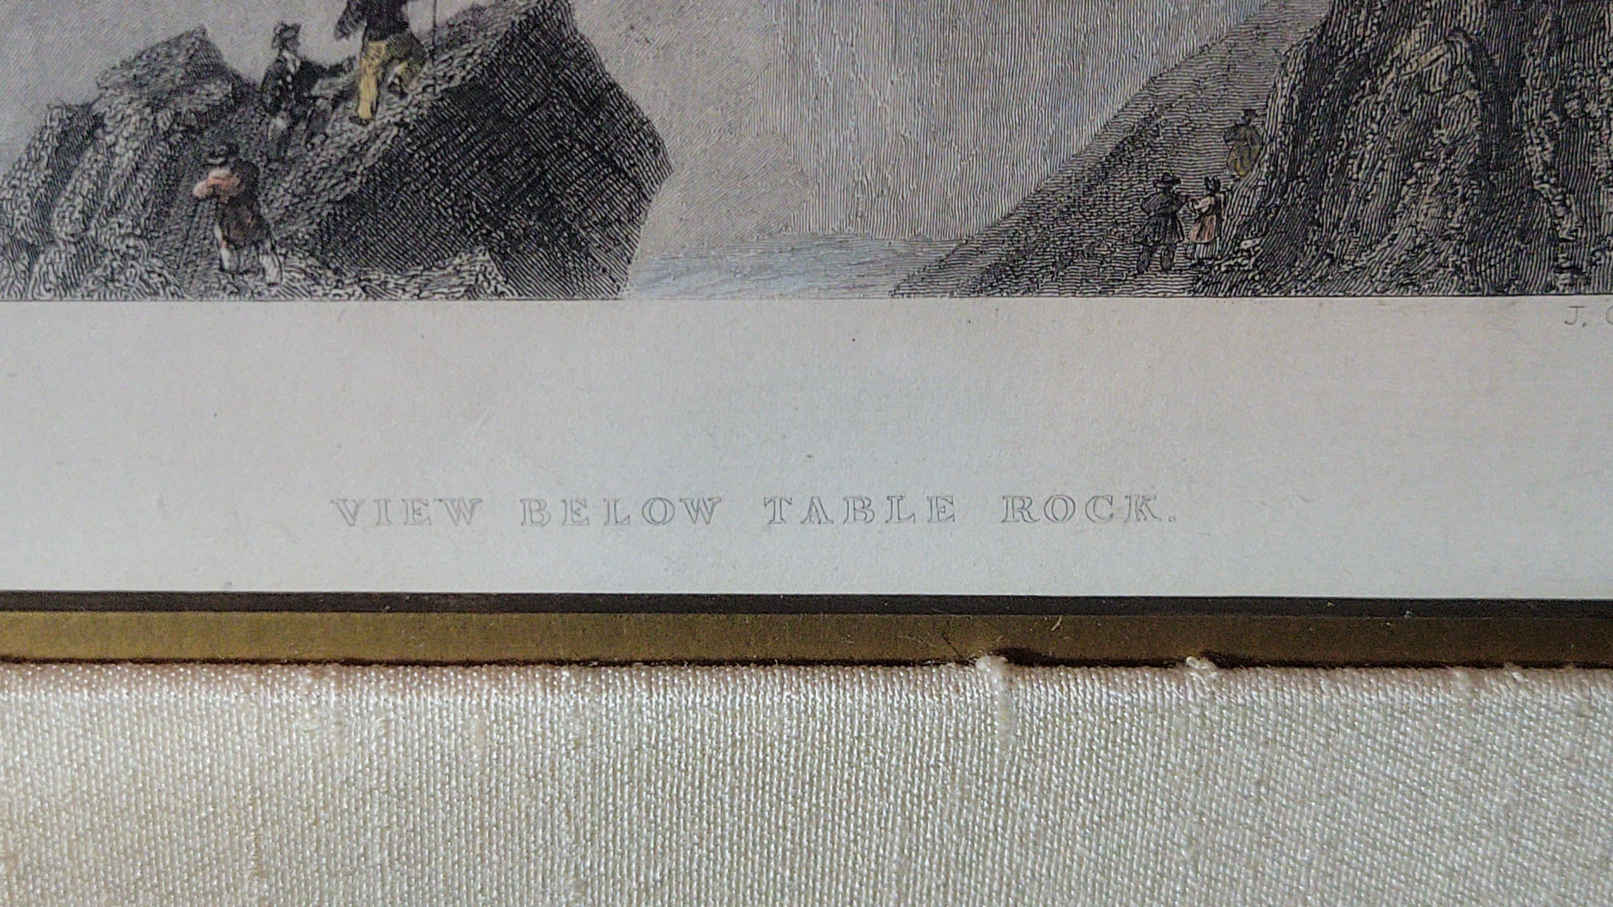 J.
VIEW BELOW TABLE ROCK.